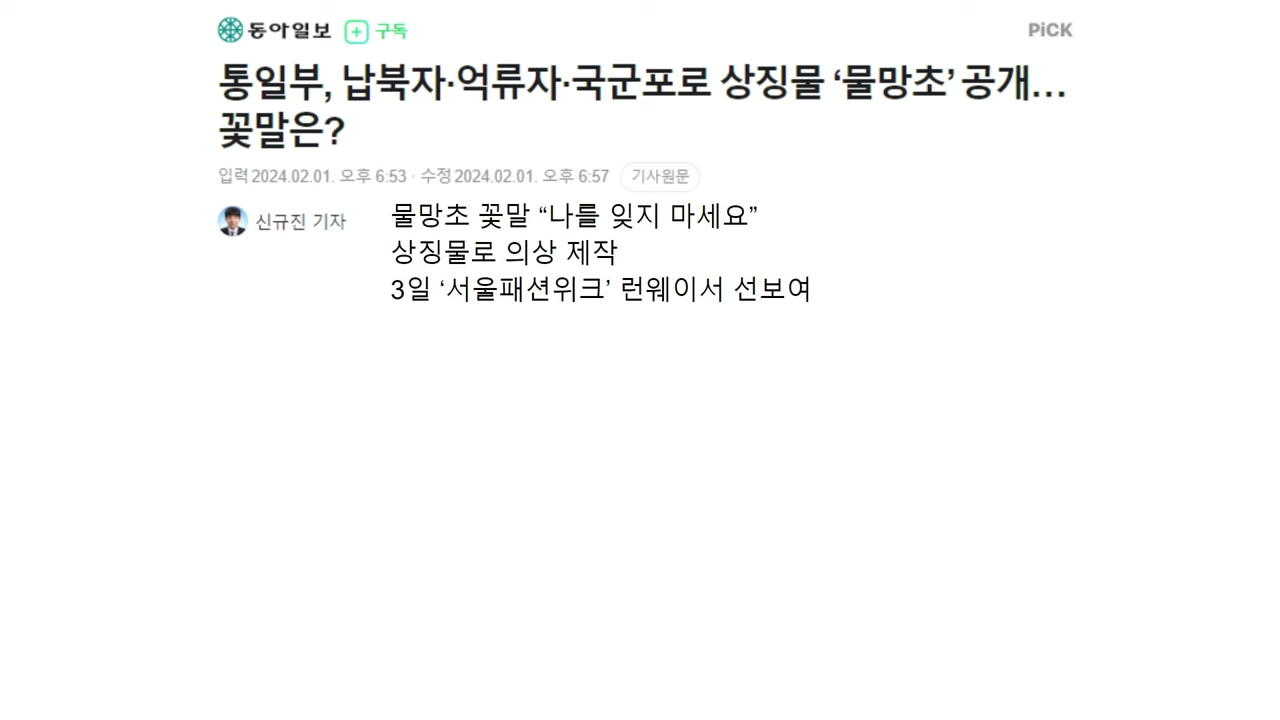 동아일보 + 구독
PiCK
통일부, 납북자·억류자·국군포로 상징물 ‘물망초’ 공개…
꽃말은?
입력 2024.02.01. 오후 6:53 · 수정 2024.02.01. 오후 6:57 기사원문
신규진 기자
물망초 꽃말 “나를 잊지 마세요”
상징물로 의상 제작
3일 ‘서울패션위크’ 런웨이서 선보여